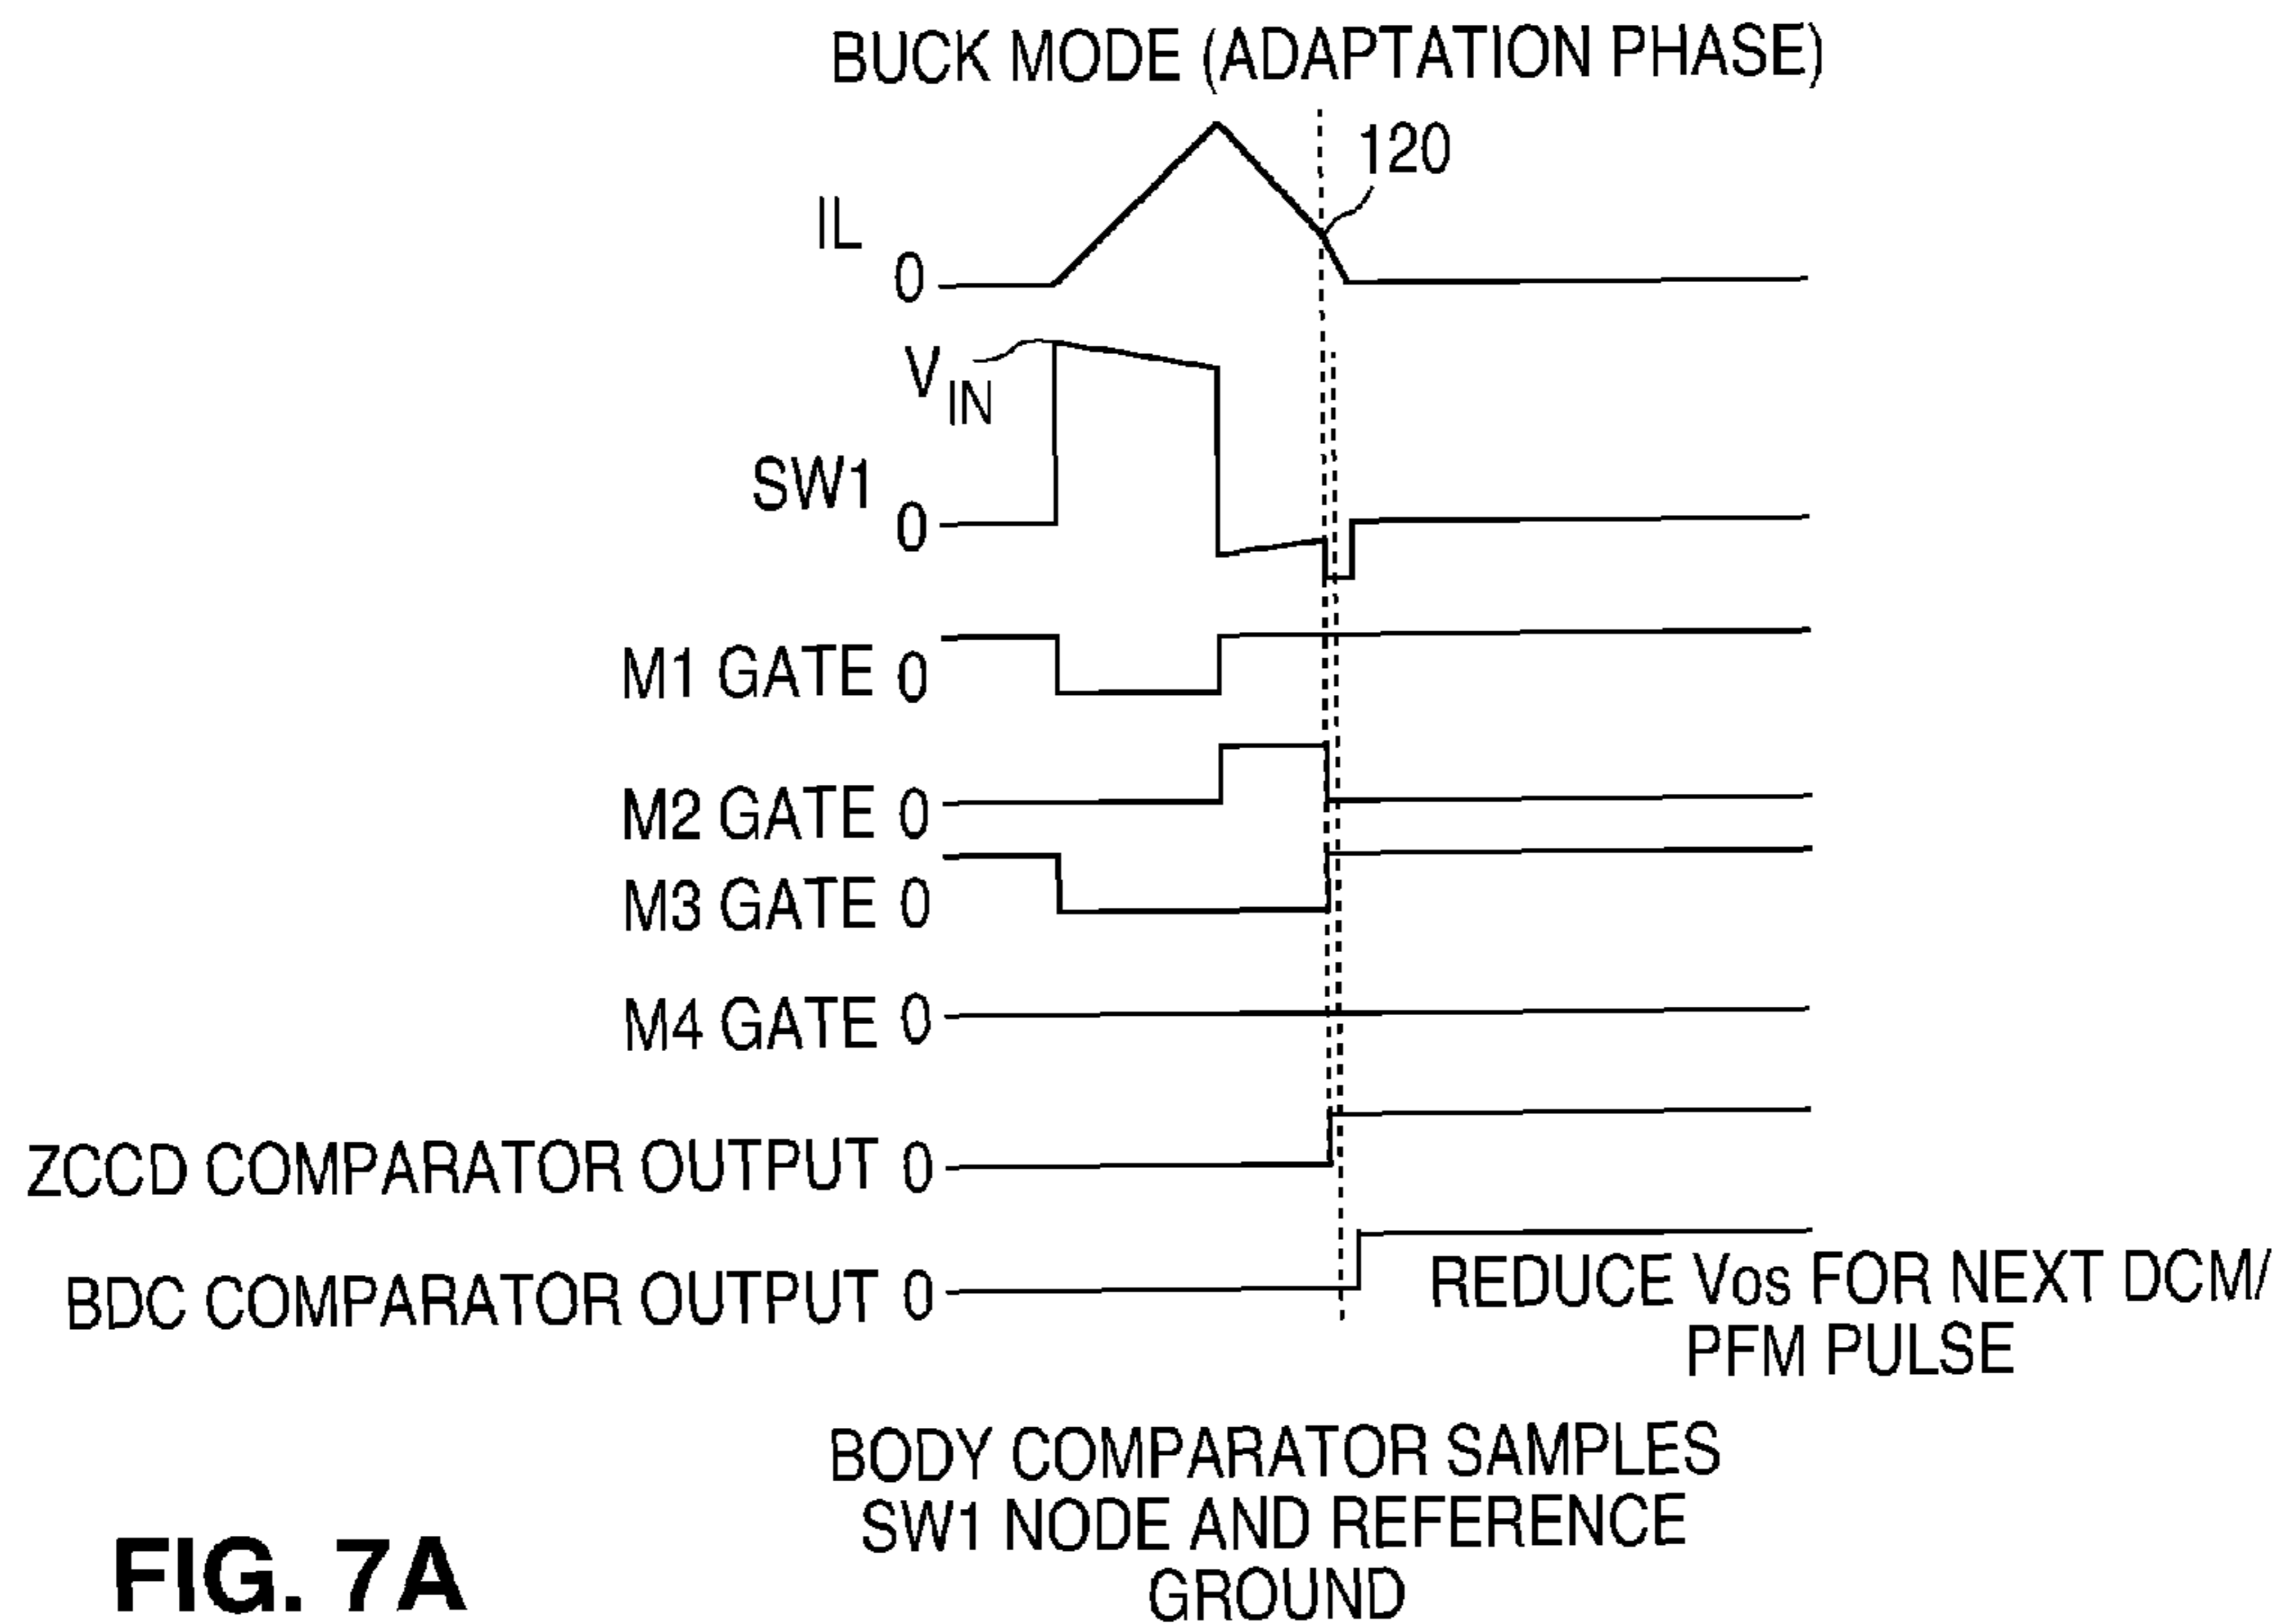 BUCK MODE (ADAPTATION PHASE)
120
IL
0
VIN
SW1
0
M1 GATE 0
M2 GATE 0
M3 GATE 0
M4 GATE 0
ZCCD COMPARATOR OUTPUT 0
BDC COMPARATOR OUTPUT 0
REDUCE Vos FOR NEXT DCM/
PFM PULSE
BODY COMPARATOR SAMPLES
SW1 NODE AND REFERENCE
GROUND
FIG. 7A